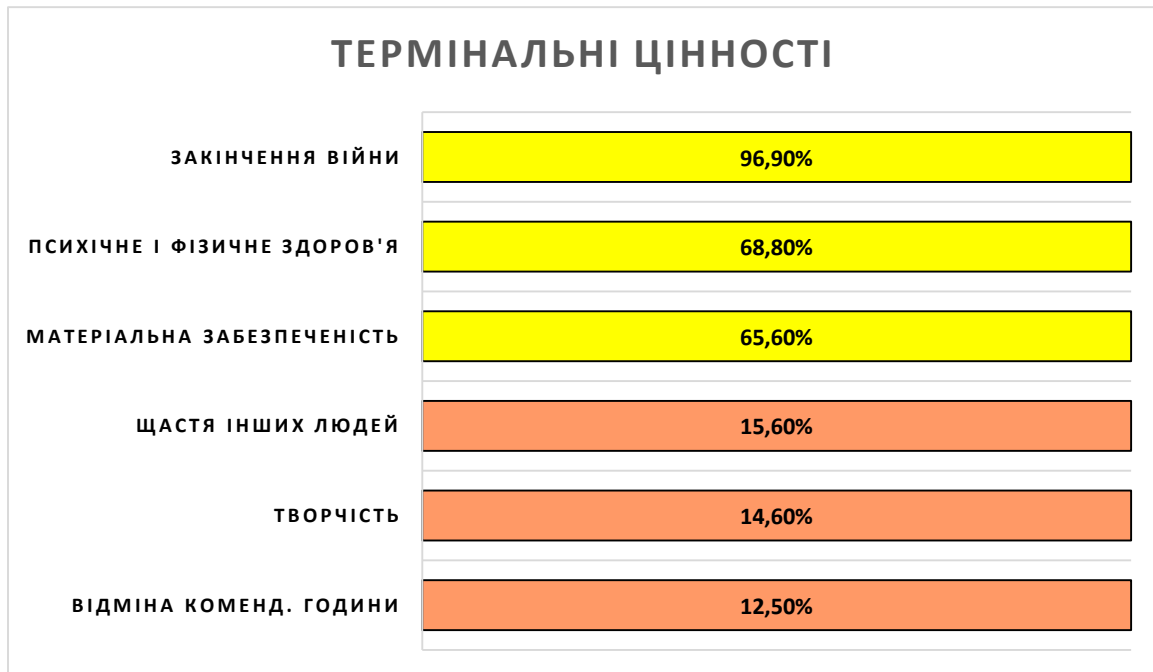 ТЕРМІНАЛЬНІ ЦІННОСТІ
ЗАКІНЧЕННЯ ВІЙНИ 96,90%
ПСИХІЧНЕ І ФІЗИЧНЕ ЗДОРОВ'Я 68,80%
МАТЕРІАЛЬНА ЗАБЕЗПЕЧЕНІСТЬ 65,60%
ЩАСТЯ ІНШИХ ЛЮДЕЙ 15,60%
ТВОРЧІСТЬ 14,60%
ВІДМІНА КОМЕНД. ГОДИНИ 12,50%